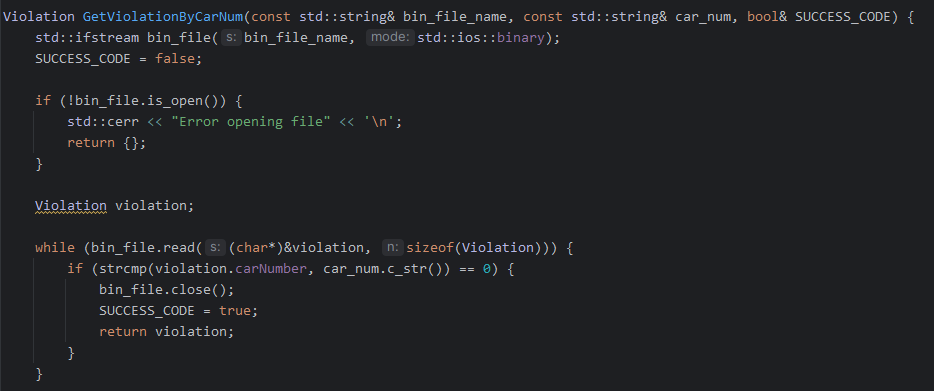 Violation GetViolationByCarNum(const std::string& bin_file_name, const std::string& car_num, bool& SUCCESS_CODE) {
    std::ifstream bin_file( s: bin_file_name, mode: std::ios::binary);
    SUCCESS_CODE = false;

    if (!bin_file.is_open()) {
        std::cerr << "Error opening file" << '\n';
        return {};
    }

    Violation violation;

    while (bin_file.read( s: (char*)&violation, n: sizeof(Violation))) {
        if (strcmp(violation.carNumber, car_num.c_str()) == 0) {
            bin_file.close();
            SUCCESS_CODE = true;
            return violation;
        }
    }